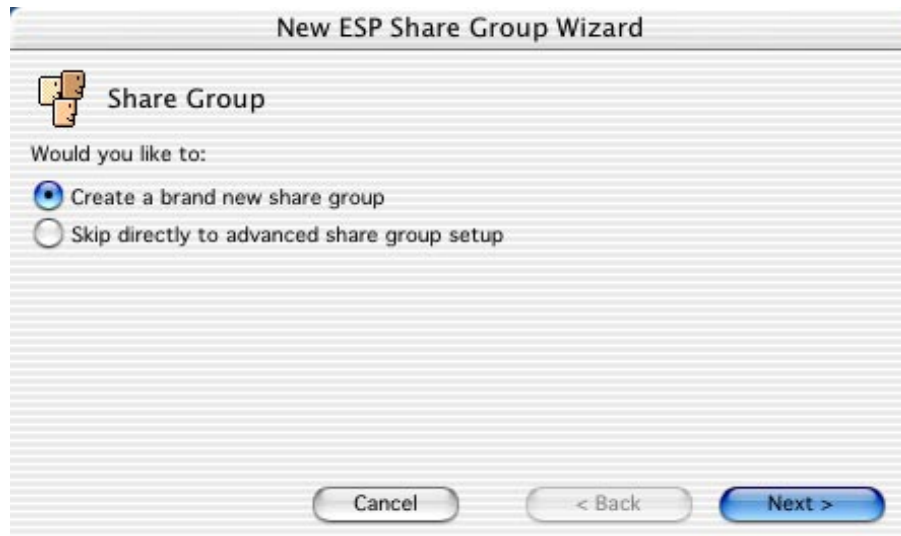 New ESP Share Group Wizard
Share Group
Would you like to:
Create a brand new share group
Skip directly to advanced share group setup
Cancel < Back Next >